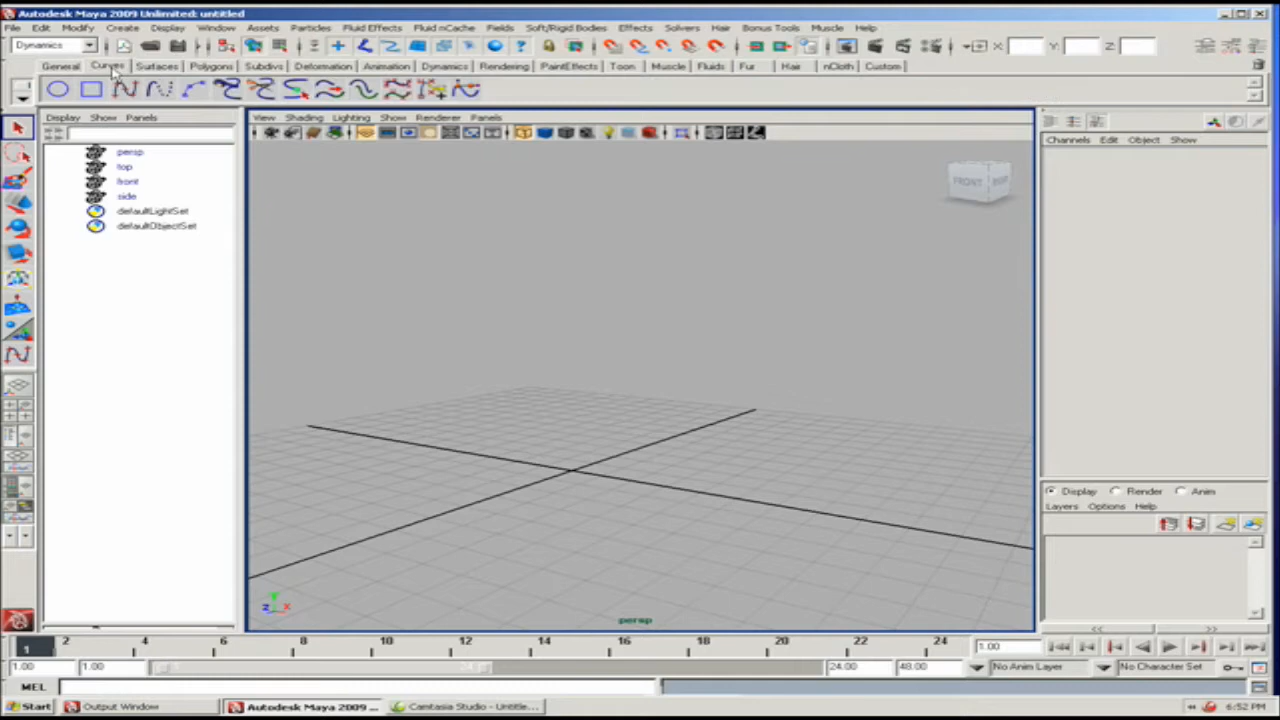 Autodesk Maya 2009 Unlimited: untitled
File Edit Modify Create Display Window Assets Particles Fluid Effects Fluid nCache Fields Soft/Rigid Bodies Effects Solvers Hair Bonus Tools Muscle Help
Dynamics X: Y: Z:
General Curves Surfaces Polygons Subdivs Deformation Animation Dynamics Rendering PaintEffects Toon Muscle Fluids Fur Hair nCloth Custom
Display Show Panels
View Shading Lighting Show Renderer Panels
Channels Edit Object Show
persp
top
front
side
defaultLightSet
defaultObjectSet
FRONT
persp
Display Render Anim
Layers Options Help
1 2 4 6 8 10 12 14 16 18 20 22 24 1.00
1.00 1.00 1 24 24.00 48.00 No Anim Layer No Character Set
MEL
Start Output Window Autodesk Maya 2009 ... Camtasia Studio - Untitle... 6:52 PM